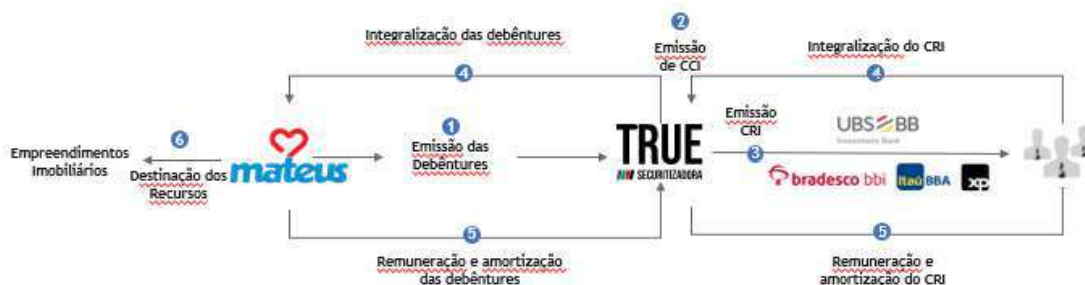 2
Integralização das debêntures
Emissão
de CCI
Integralização do CRI
4
4
Emissão
CRI
UBS BB
Investment Bank
6
1
Empreendimentos
Imobiliários
Destinação dos
Recursos
mateus
Emissão das
Debêntures
TRUE
SECURITIZADORA
3
bradesco bbi
Itaú BBA
xp
5
5
Remuneração e amortização
das debêntures
Remuneração e
amortização do CRI